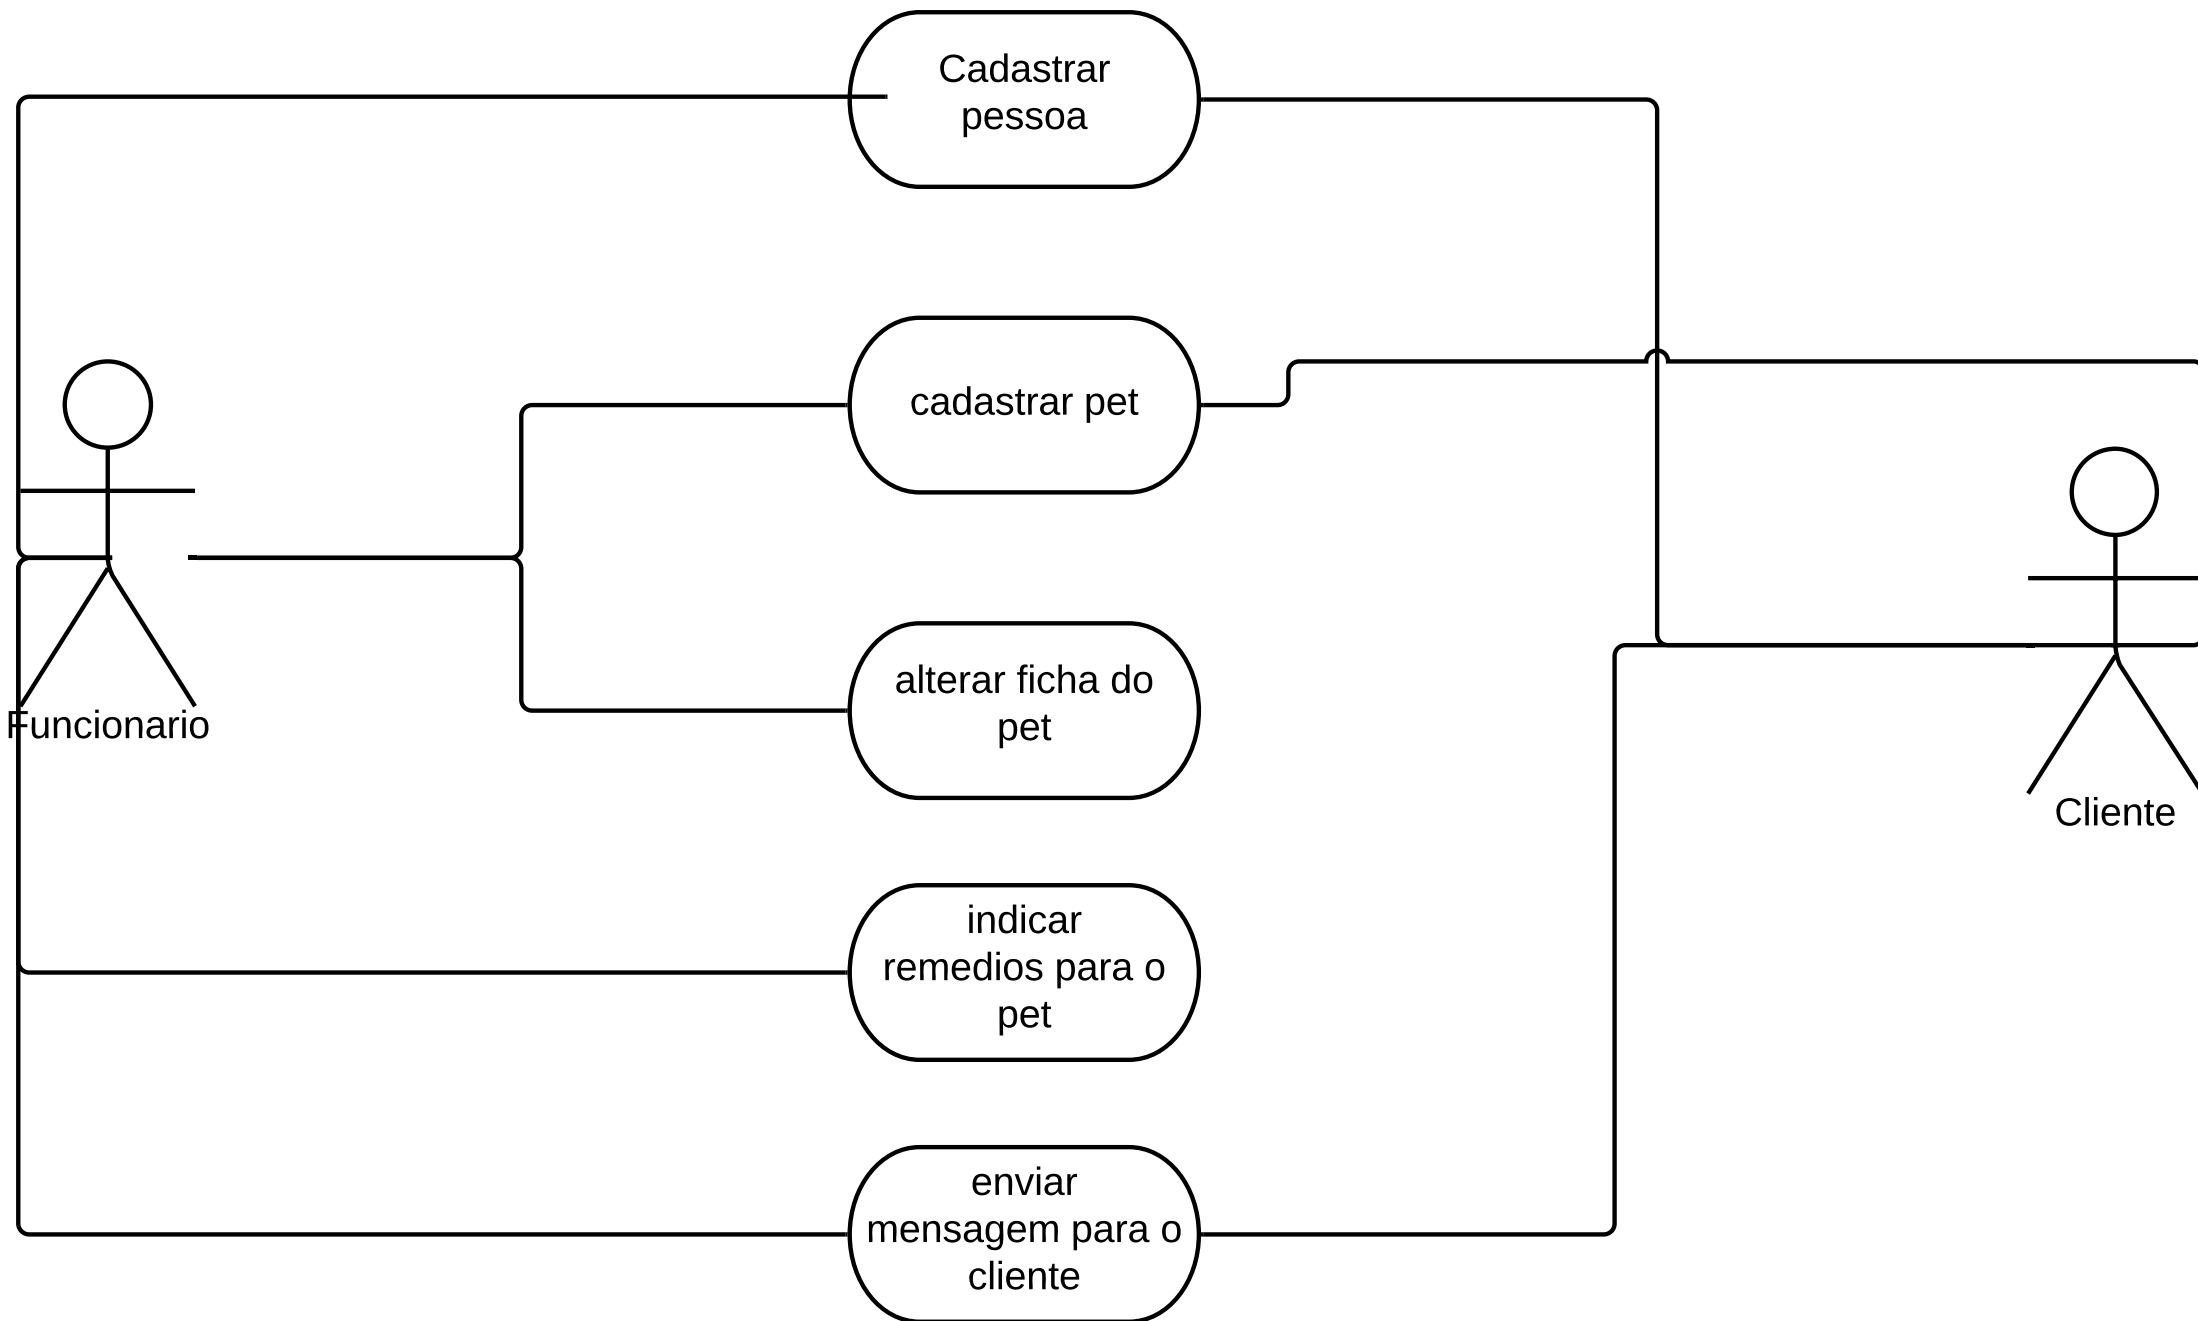 Cadastrar
pessoa
cadastrar pet
alterar ficha do
pet
Funcionario
Cliente
indicar
remedios para o
pet
enviar
mensagem para o
cliente